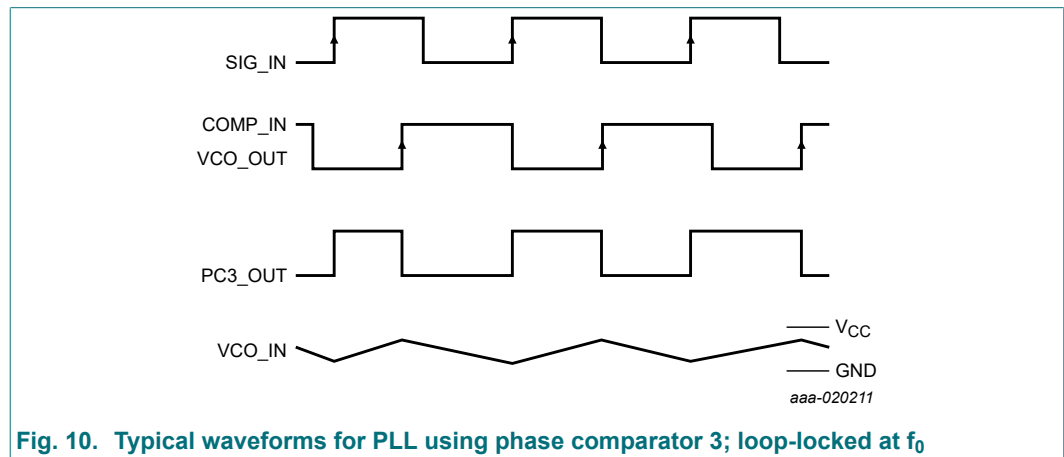 SIG_IN
COMP_IN
VCO_OUT
PC3_OUT
VCO_IN
VCC
GND
aaa-020211
Fig. 10. Typical waveforms for PLL using phase comparator 3; loop-locked at f0